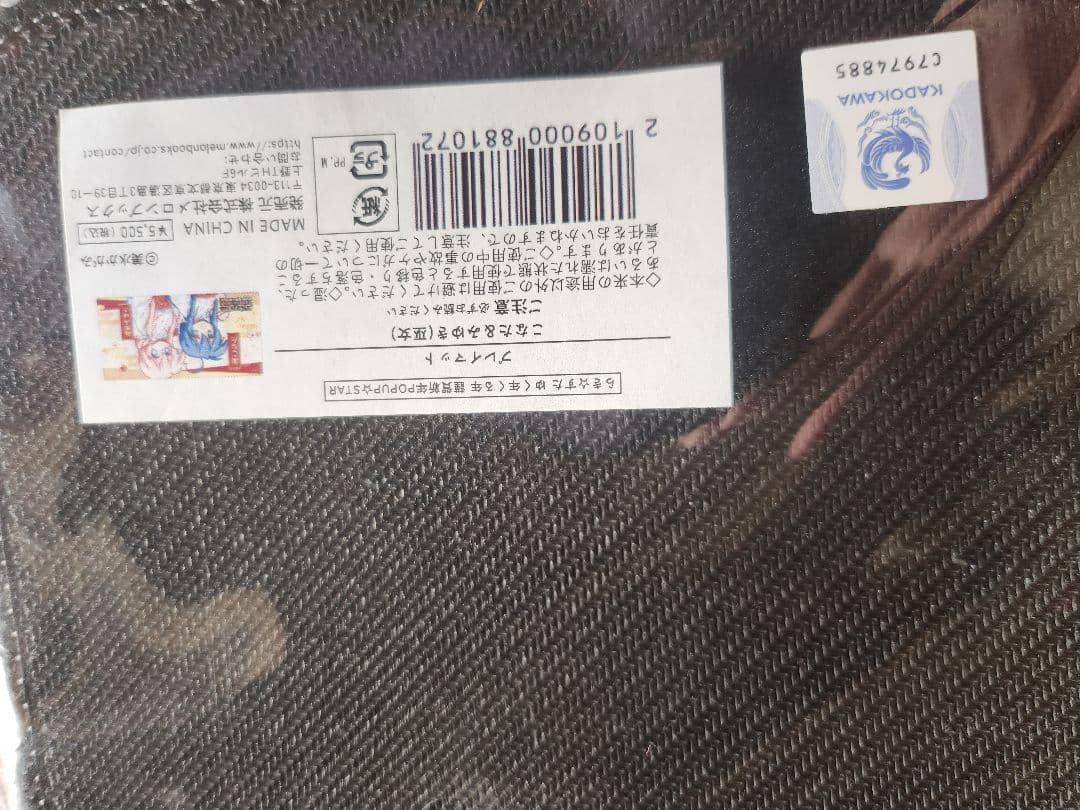 らき☆すた ゆく年くる年 謹賀新年POPUP☆STAR
プレイマット
こなた&みゆき(巫女)
ご注意 必ずお読みください
◇本来の用途以外のご使用は避けてください。◇湿った、
あるいは濡れた状態で使用すると色移り・色落ちするこ
とがあります。◇ご使用中の事故やケガについて一切の
責任をおいかねますので、注意してご使用ください。
2 109000 881072
紙
プラ
PP, M
©美水かがみ
MADE IN CHINA ¥5,500(税込)
発売元 株式会社メロンブックス
〒113-0034 東京都文京区湯島3丁目39-10
上野THビル6F
お問い合わせ:
https://www.melonbooks.co.jp/contact
KADOKAWA
C7974885